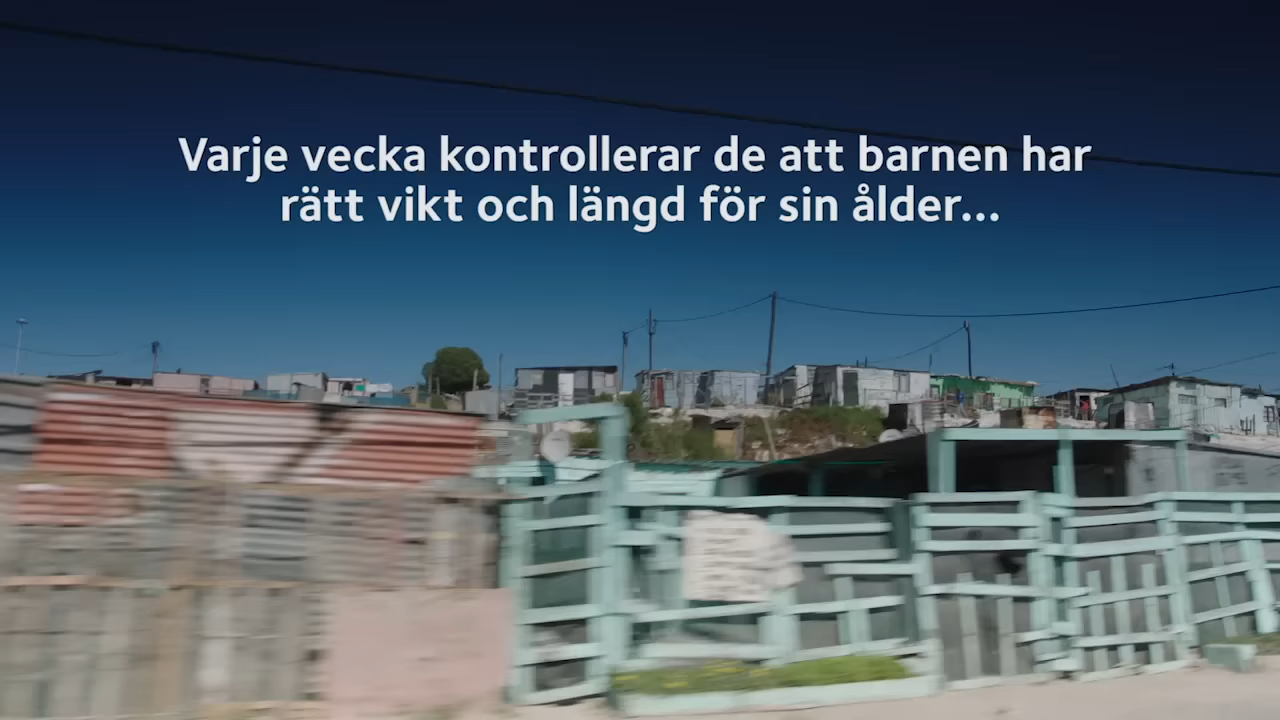 Varje vecka kontrollerar de att barnen har
rätt vikt och längd för sin ålder...